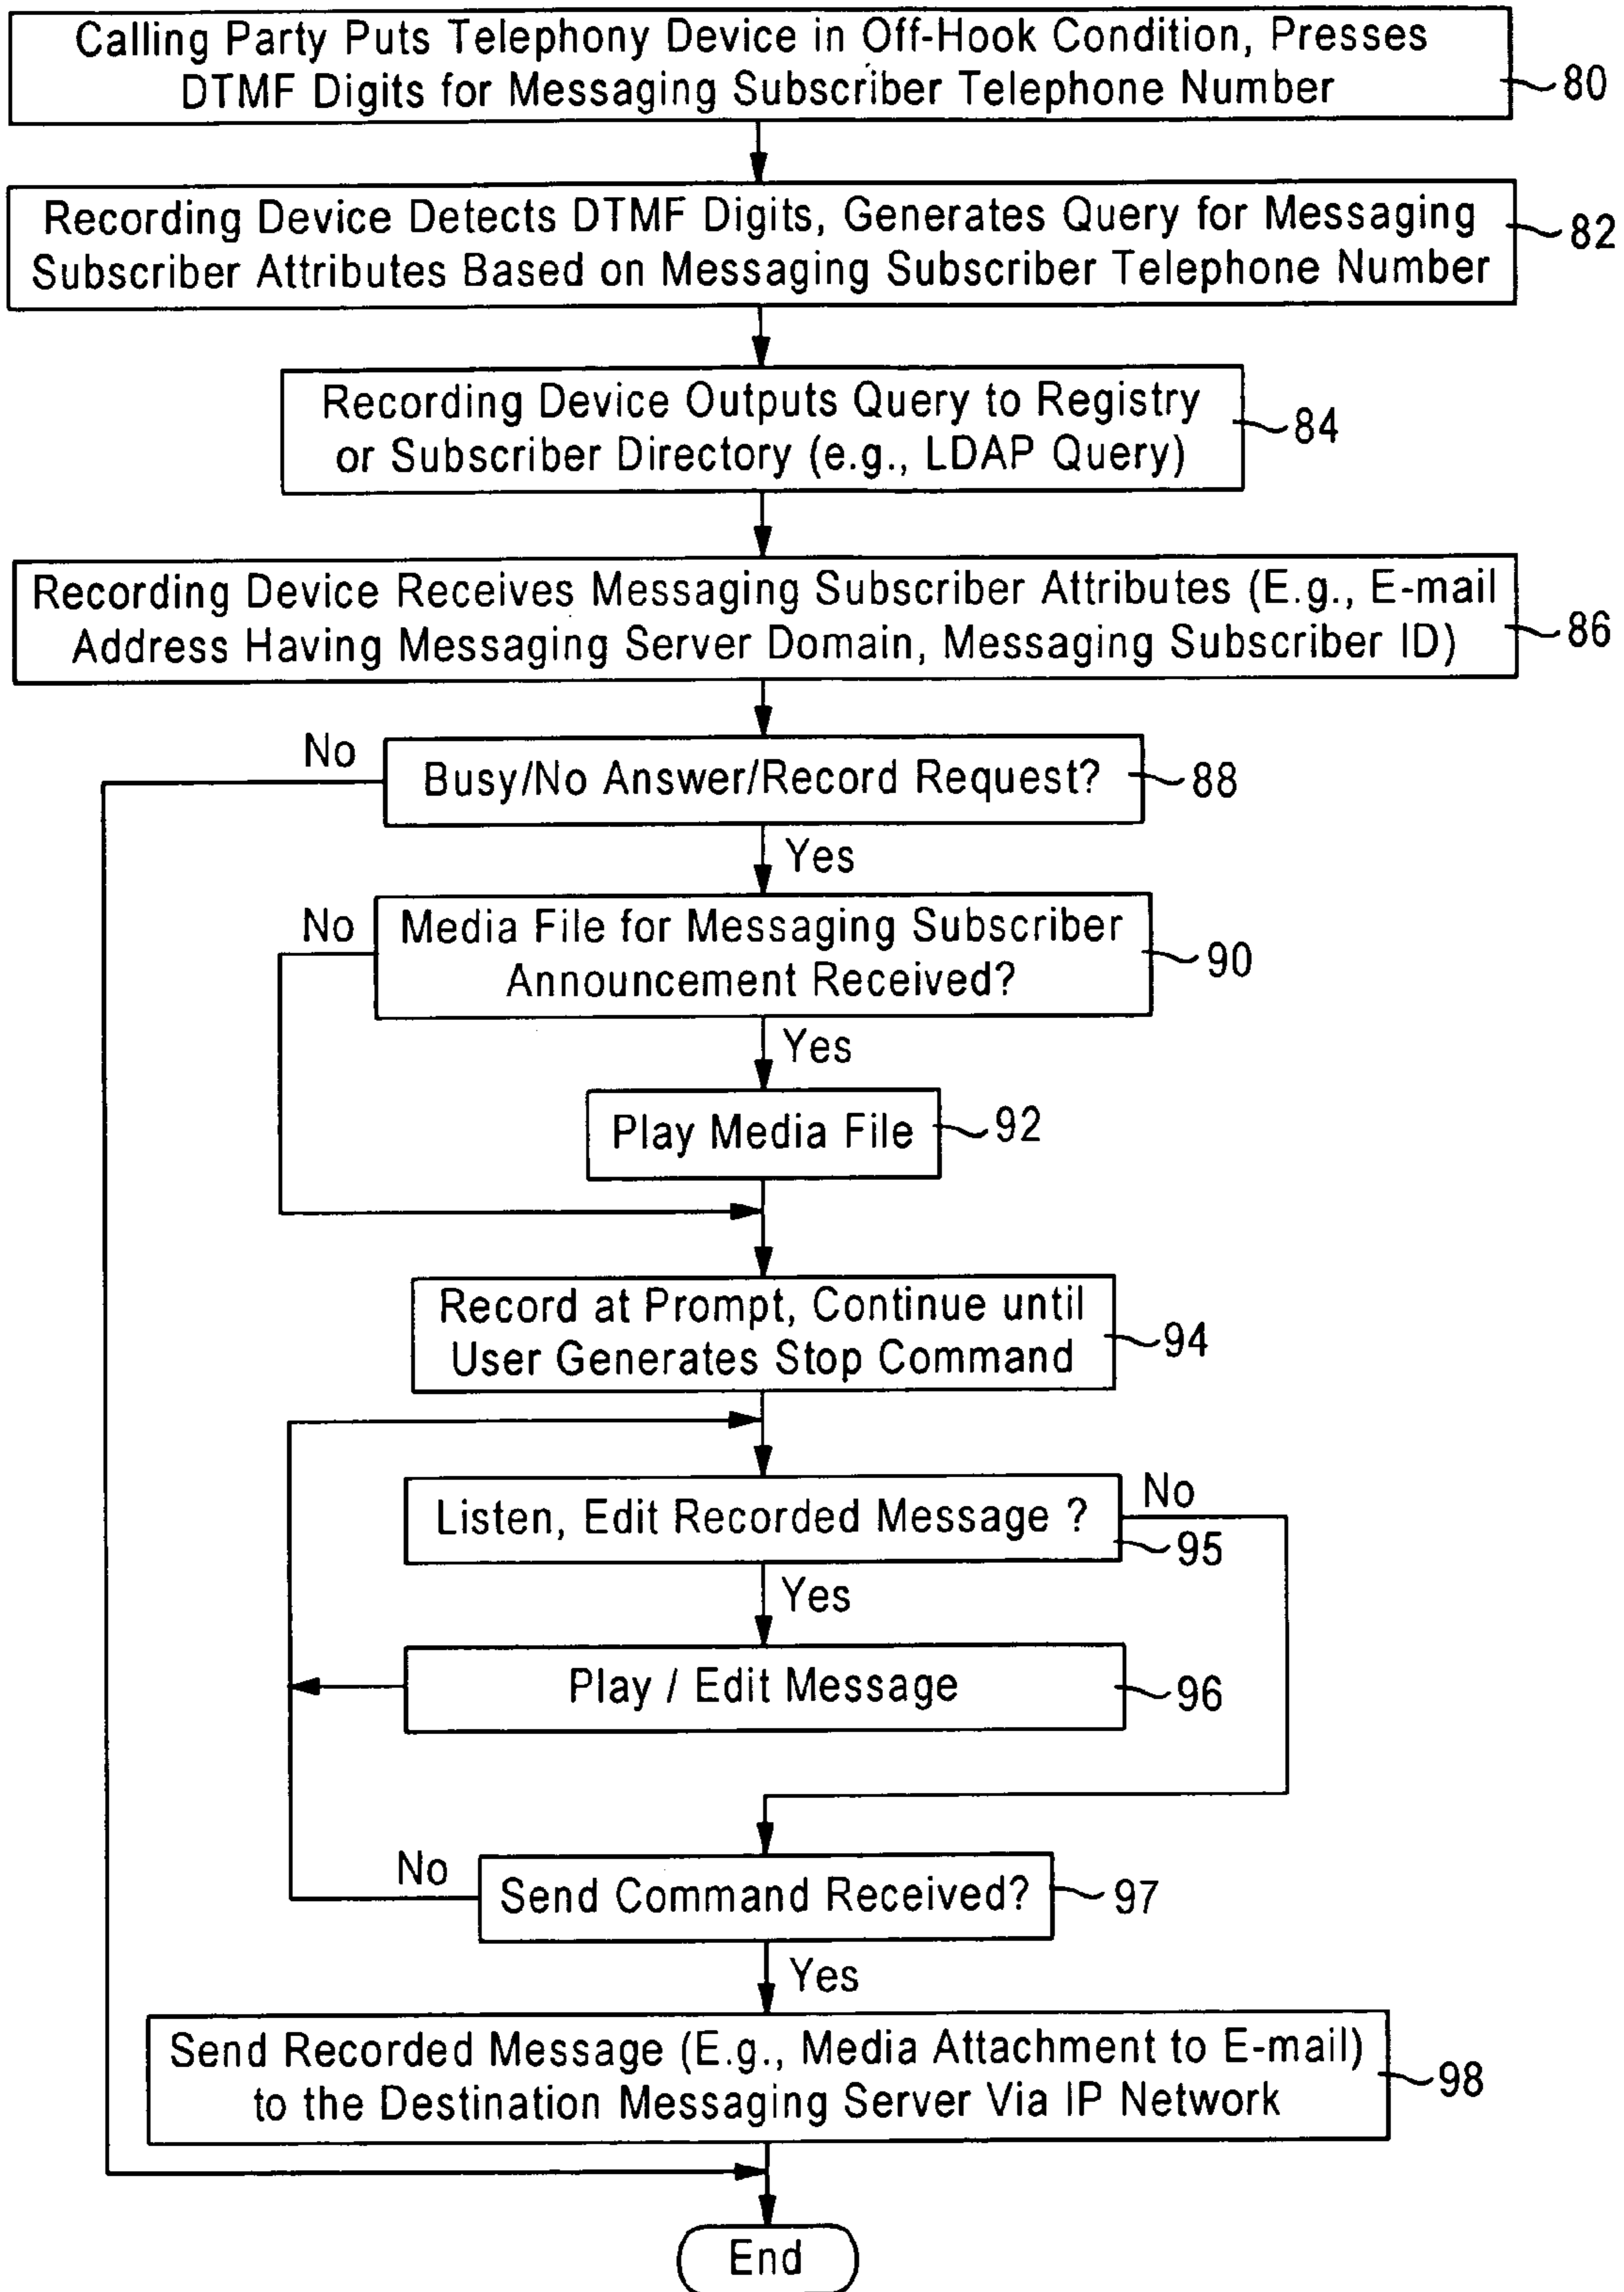 Calling Party Puts Telephony Device in Off-Hook Condition, Presses
DTMF Digits for Messaging Subscriber Telephone Number
80
Recording Device Detects DTMF Digits, Generates Query for Messaging
Subscriber Attributes Based on Messaging Subscriber Telephone Number
82
Recording Device Outputs Query to Registry
or Subscriber Directory (e.g., LDAP Query)
84
Recording Device Receives Messaging Subscriber Attributes (E.g., E-mail
Address Having Messaging Server Domain, Messaging Subscriber ID)
86
No
Busy/No Answer/Record Request?
88
Yes
No
Media File for Messaging Subscriber
Announcement Received?
90
Yes
Play Media File
92
Record at Prompt, Continue until
User Generates Stop Command
94
Listen, Edit Recorded Message ?
No
95
Yes
Play / Edit Message
96
No
Send Command Received?
97
Yes
Send Recorded Message (E.g., Media Attachment to E-mail)
to the Destination Messaging Server Via IP Network
98
End